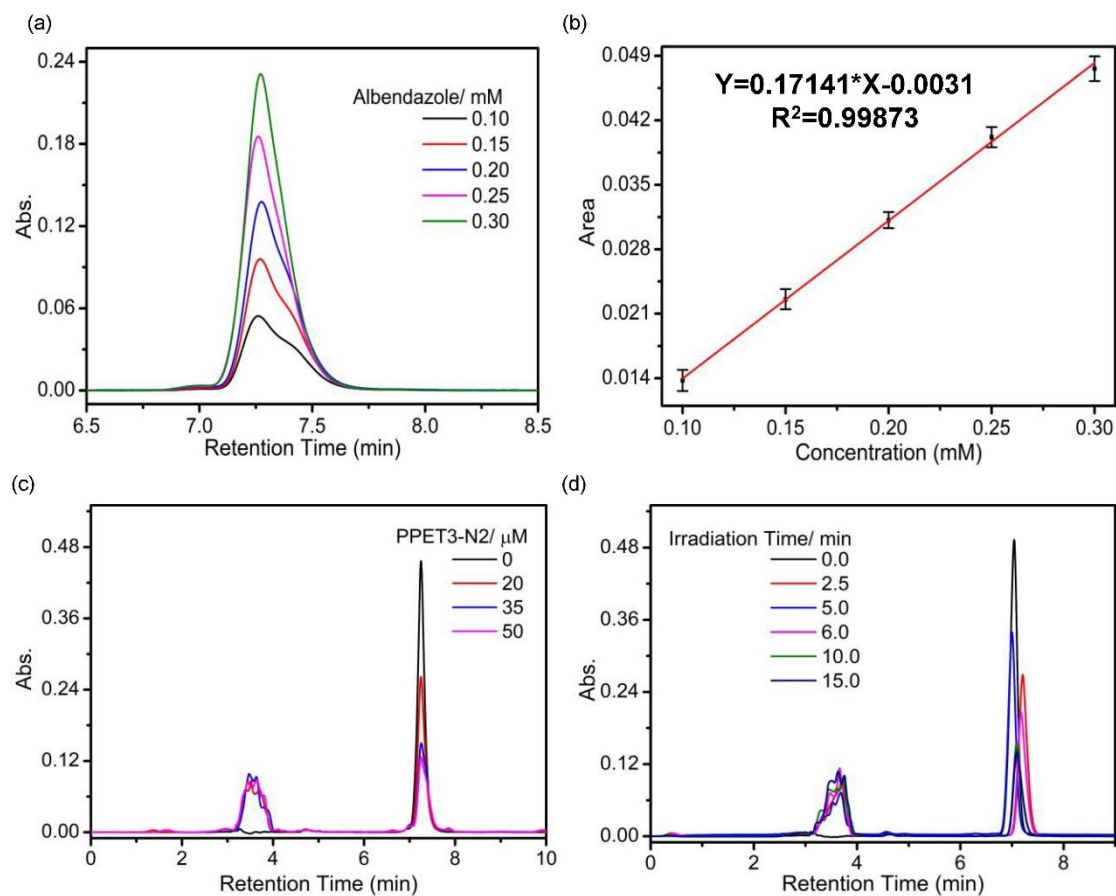 (a)
0.24
0.18
0.12
0.06
0.00
Abs.
Albendazole/ mM
0.10
0.15
0.20
0.25
0.30
6.5 7.0 7.5 8.0 8.5
Retention Time (min)
(b)
0.049
0.042
0.035
0.028
0.021
0.014
Area
Y=0.17141*X-0.0031
R²=0.99873
0.10 0.15 0.20 0.25 0.30
Concentration (mM)
(c)
0.48
0.36
0.24
0.12
0.00
Abs.
PPET3-N2/ μM
0
20
35
50
0 2 4 6 8 10
Retention Time (min)
(d)
0.48
0.36
0.24
0.12
0.00
Abs.
Irradiation Time/ min
0.0
2.5
5.0
6.0
10.0
15.0
0 2 4 6 8
Retention Time (min)